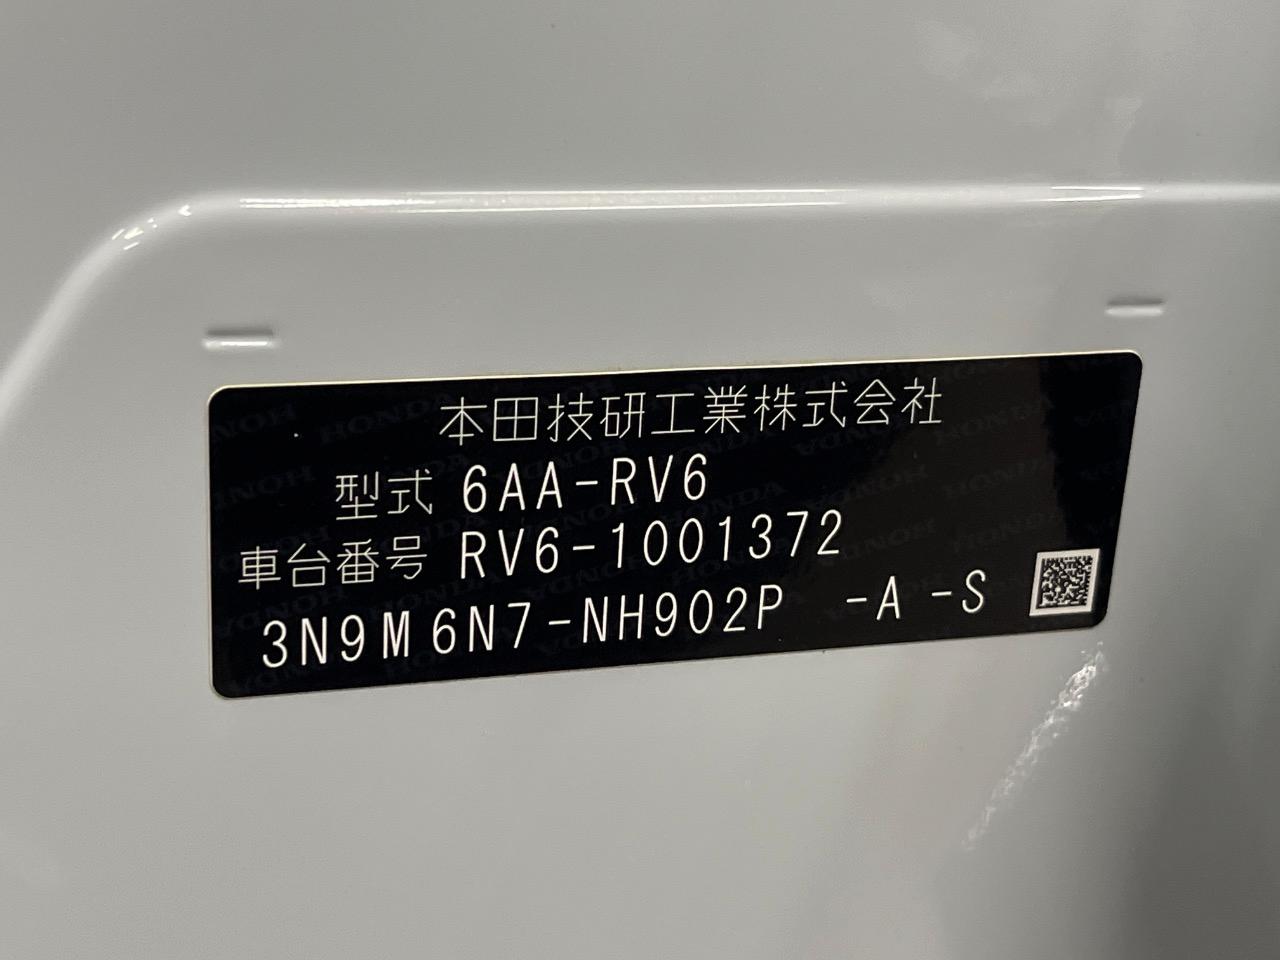 本田技研工業株式会社
型式 6AA-RV6
車台番号 RV6-1001372
3N9M6N7-NH902P -A -S